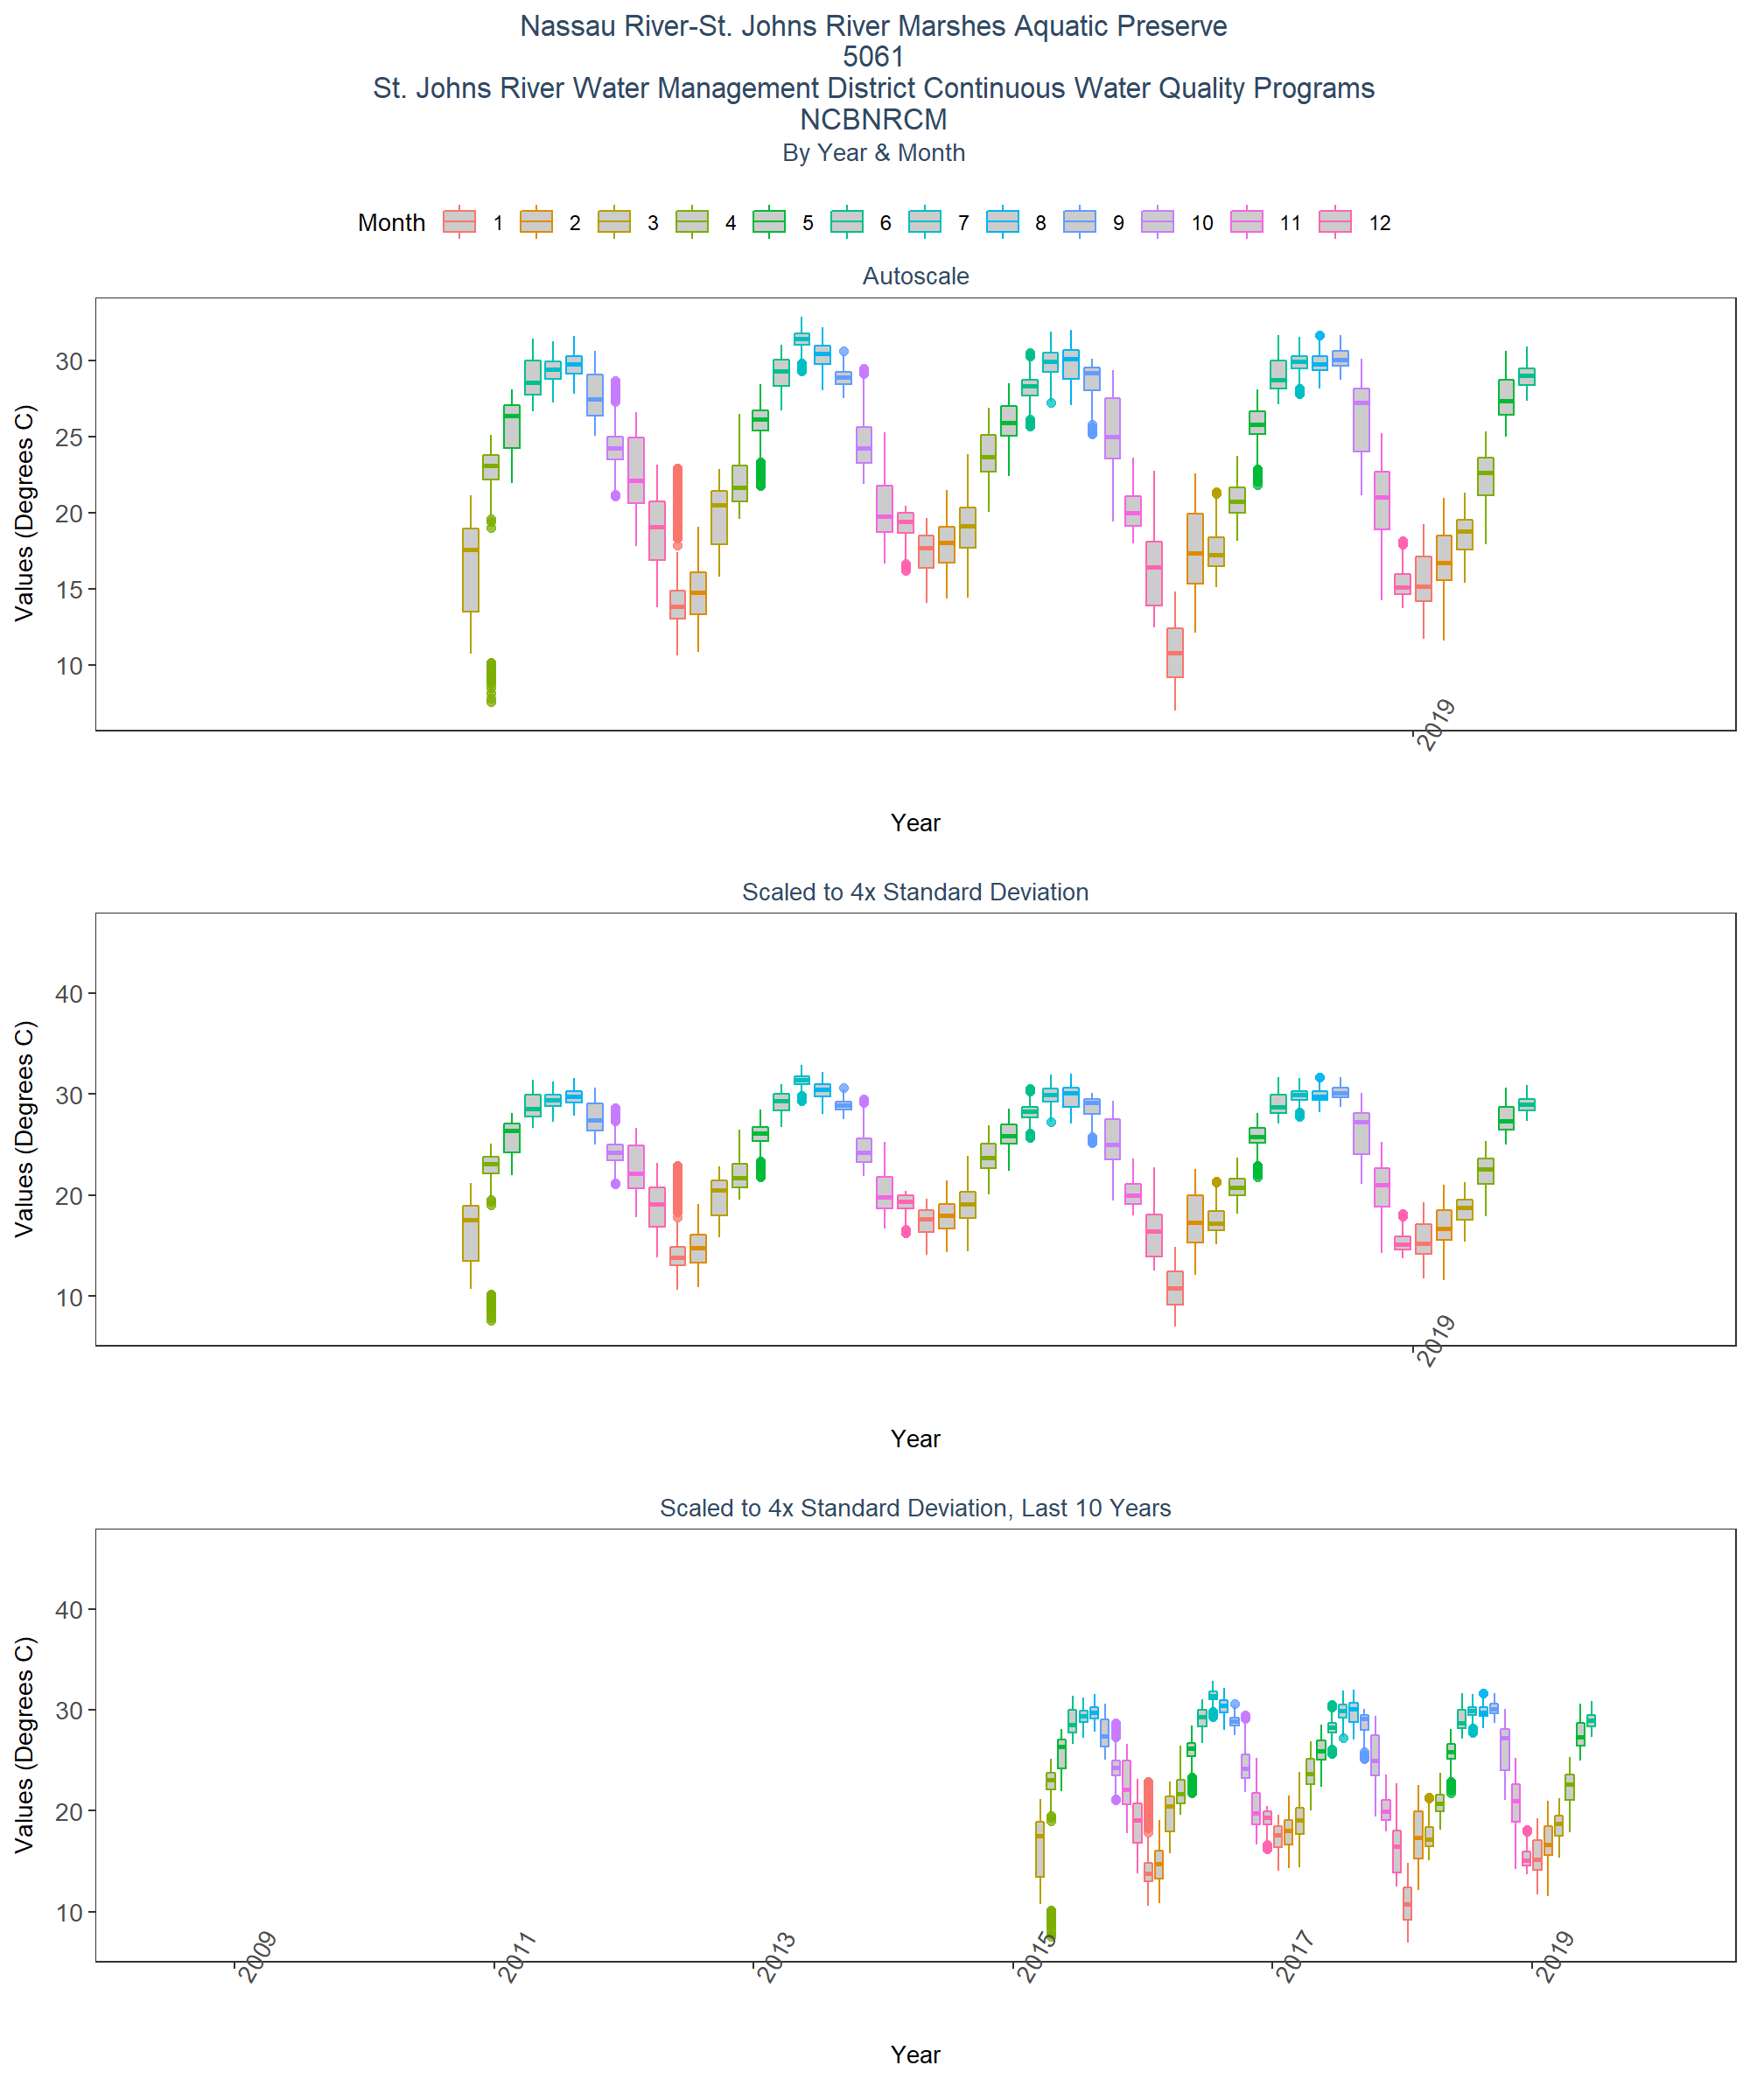 Nassau River-St. Johns River Marshes Aquatic Preserve
5061
St. Johns River Water Management District Continuous Water Quality Programs
NCBNRCM
By Year & Month
Month 1 2 3 4 5 6 7 8 9 10 11 12
Autoscale
Values (Degrees C)
30
25
20
15
10
2019
Year
Scaled to 4x Standard Deviation
Values (Degrees C)
40
30
20
10
2019
Year
Scaled to 4x Standard Deviation, Last 10 Years
Values (Degrees C)
40
30
20
10
2009 2011 2013 2015 2017 2019
Year